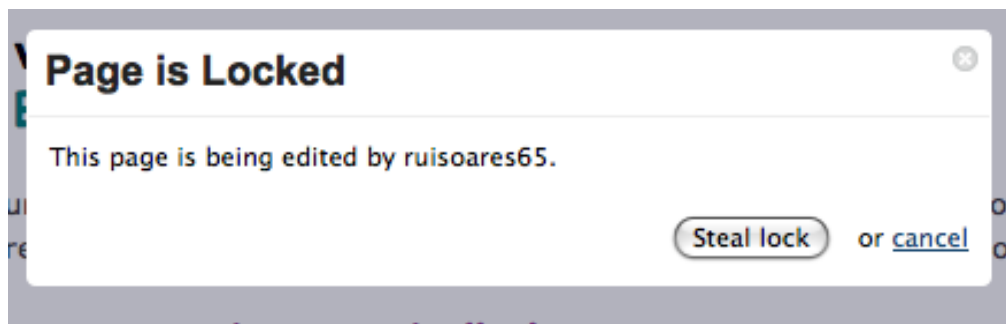 Page is Locked
This page is being edited by ruisoares65.
Steal lock or cancel